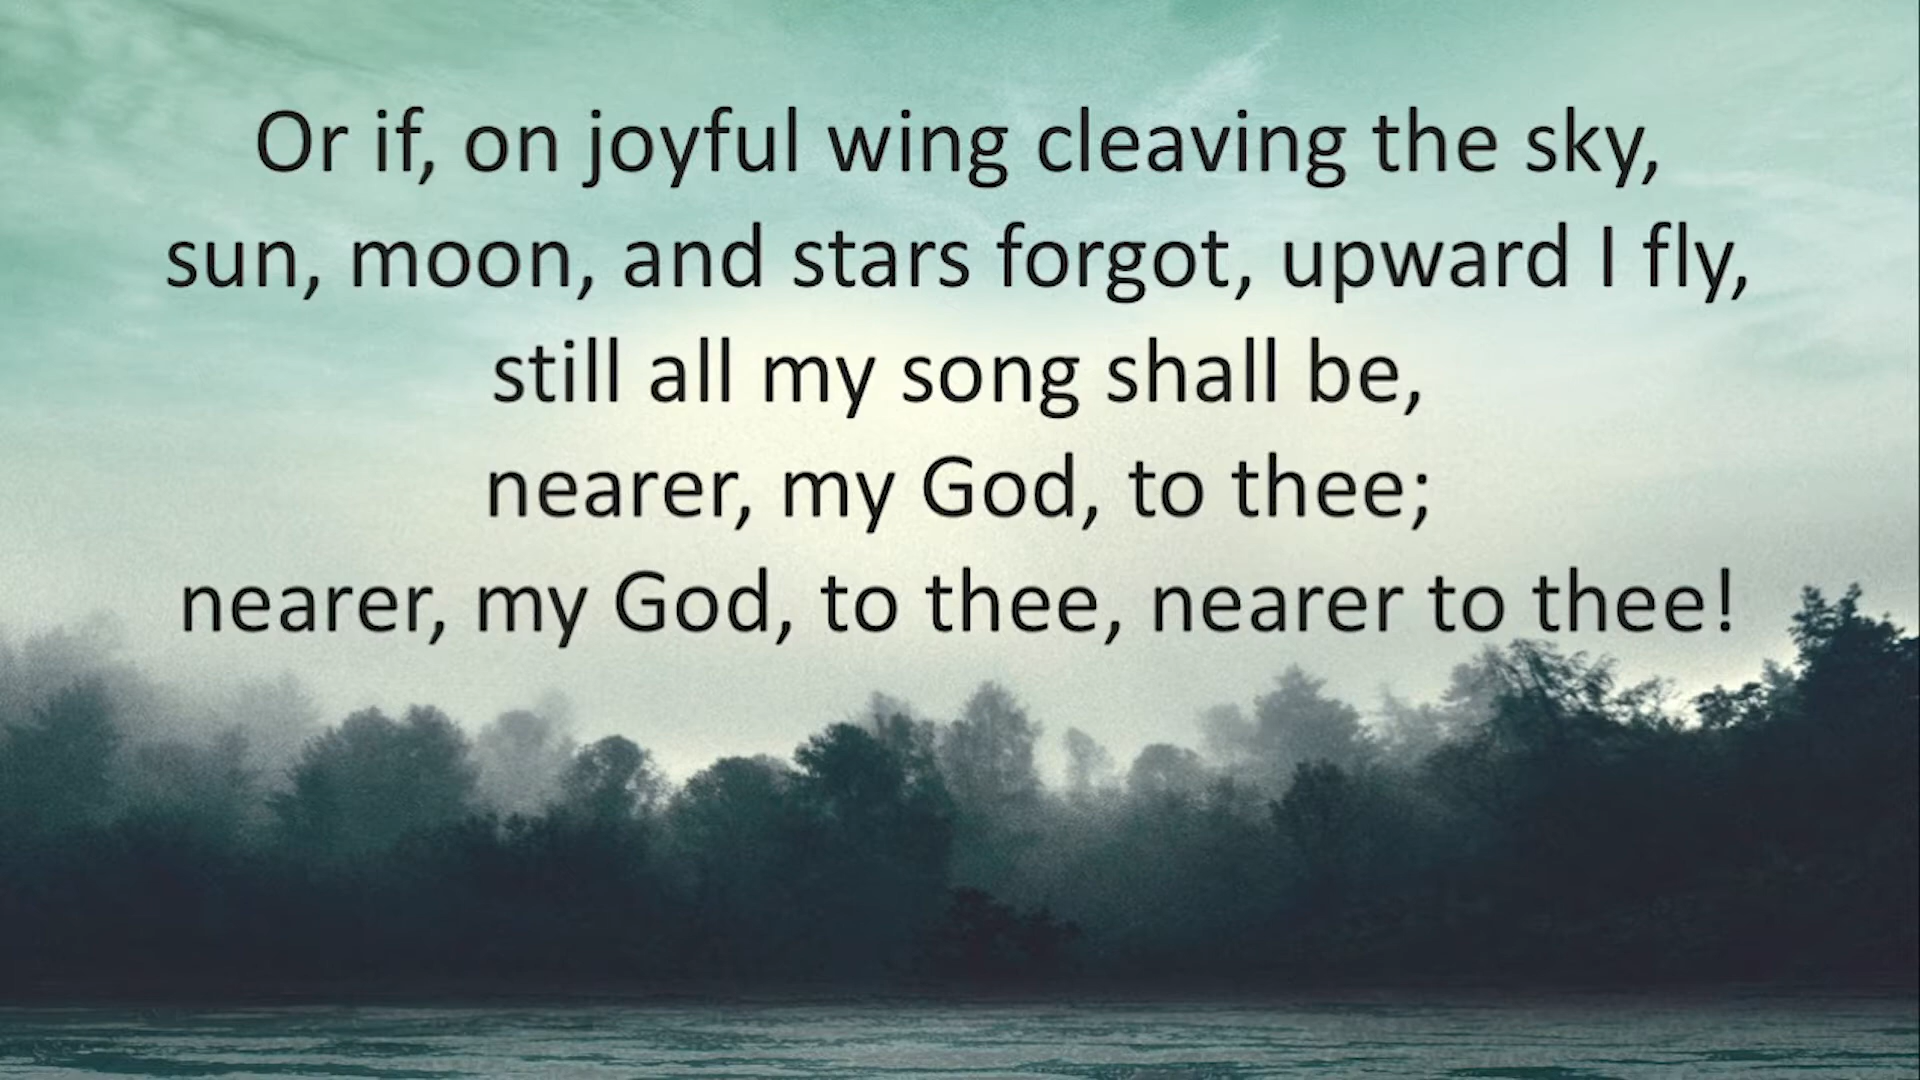 Or if, on joyful wing cleaving the sky,
sun, moon, and stars forgot, upward I fly,
still all my song shall be,
nearer, my God, to thee;
nearer, my God, to thee, nearer to thee!